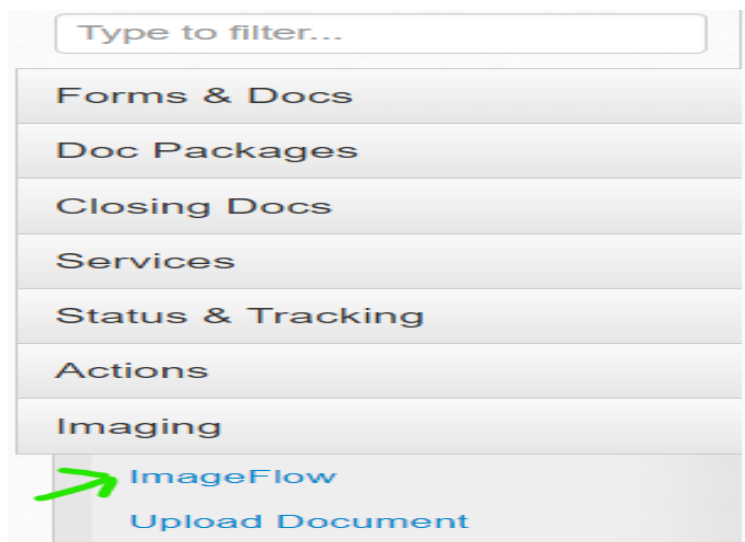 Type to filter...
Forms & Docs
Doc Packages
Closing Docs
Services
Status & Tracking
Actions
Imaging
ImageFlow
Upload Document